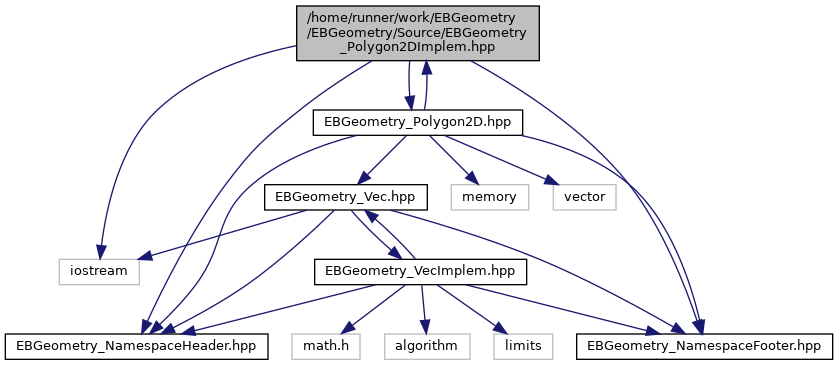 /home/runner/work/EBGeometry
/EBGeometry/Source/EBGeometry
_Polygon2DImplem.hpp
EBGeometry_Polygon2D.hpp
EBGeometry_Vec.hpp
memory
vector
iostream
EBGeometry_VecImplem.hpp
EBGeometry_NamespaceHeader.hpp
math.h
algorithm
limits
EBGeometry_NamespaceFooter.hpp